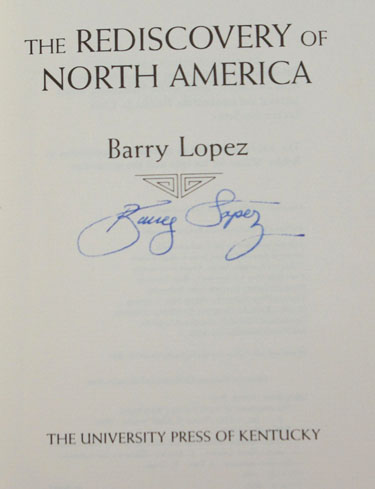 THE REDISCOVERY OF
NORTH AMERICA
Barry Lopez
Barry Lopez
THE UNIVERSITY PRESS OF KENTUCKY